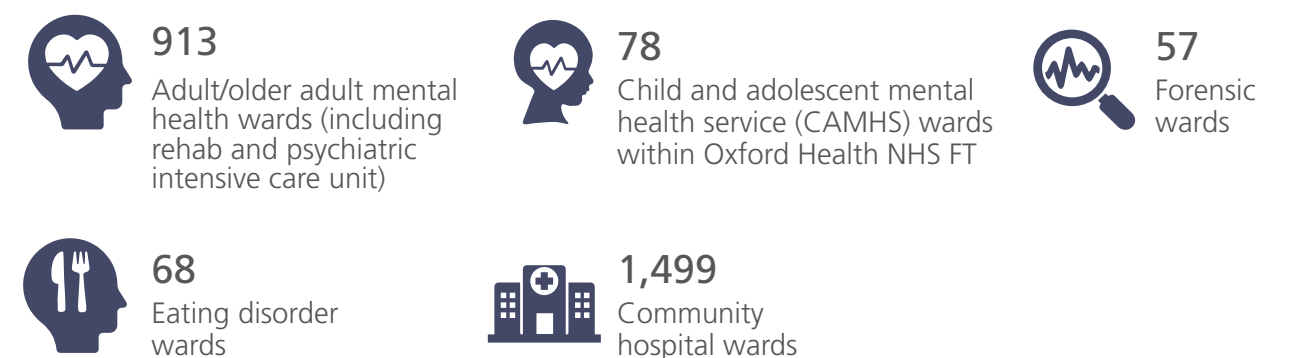 913
Adult/older adult mental
health wards (including
rehab and psychiatric
intensive care unit)
78
Child and adolescent mental
health service (CAMHS) wards
within Oxford Health NHS FT
57
Forensic
wards
68
Eating disorder
wards
1,499
Community
hospital wards